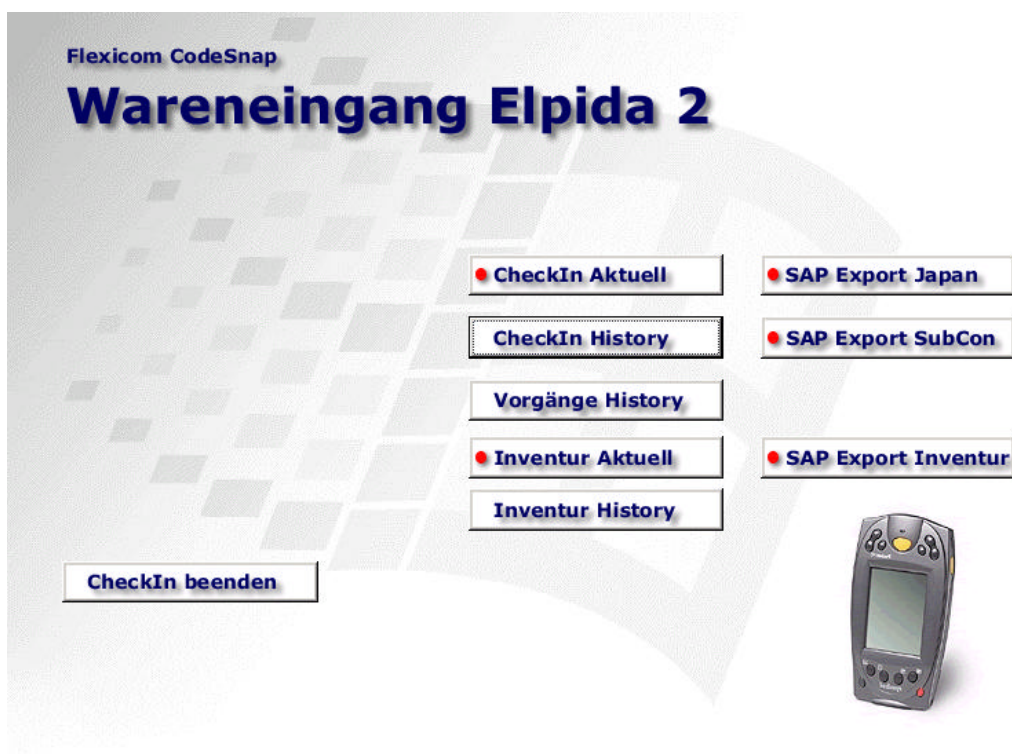 Flexicom CodeSnap
Wareneingang Elpida 2
CheckIn Aktuell
SAP Export Japan
CheckIn History
SAP Export SubCon
Vorgänge History
Inventur Aktuell
SAP Export Inventur
Inventur History
CheckIn beenden